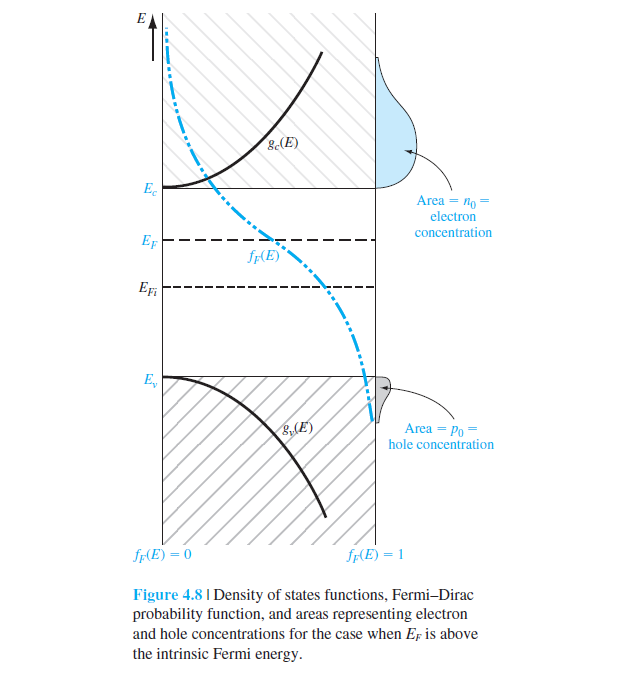 E
g_c(E)
E_c
Area = n_0 =
electron
concentration
E_F
f_F(E)
E_Fi
E_v
g_v(E)
Area = p_0 =
hole concentration
f_F(E) = 0
f_F(E) = 1
Figure 4.8 | Density of states functions, Fermi–Dirac
probability function, and areas representing electron
and hole concentrations for the case when E_F is above
the intrinsic Fermi energy.